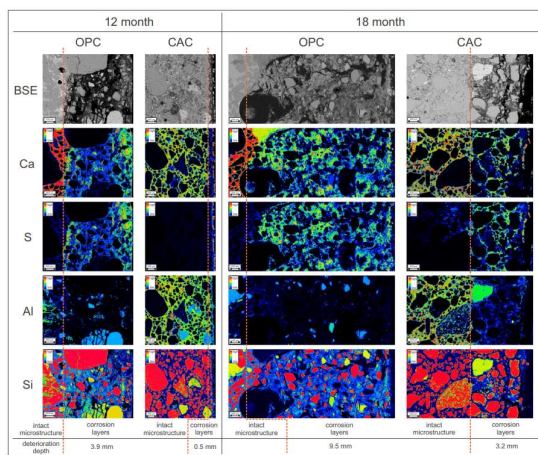 12 month 18 month
OPC CAC OPC CAC
BSE
Ca
S
Al
Si
intact microstructure corrosion layers intact microstructure corrosion layers intact microstructure corrosion layers intact microstructure corrosion layers
deterioration depth 3.9 mm 0.5 mm 9.5 mm 3.2 mm